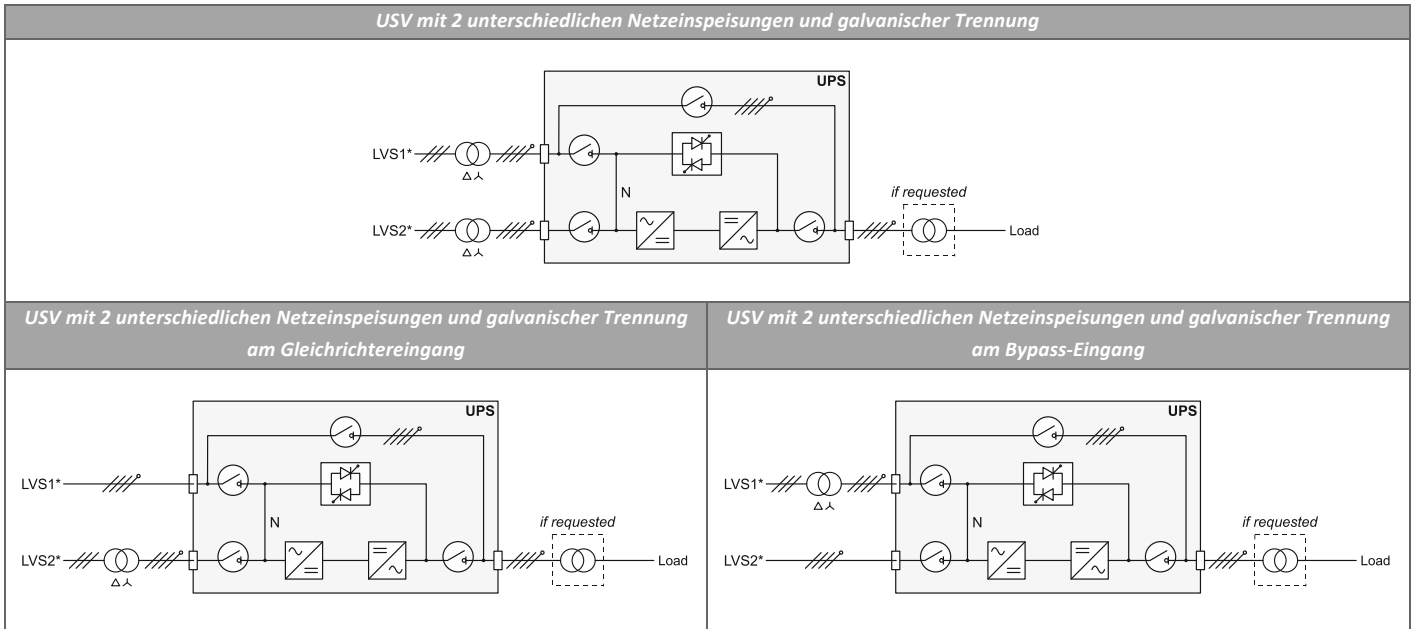 USV mit 2 unterschiedlichen Netzeinspeisungen und galvanischer Trennung
UPS
LVS1*
N
if requested
LVS2*
Load
USV mit 2 unterschiedlichen Netzeinspeisungen und galvanischer Trennung
am Gleichrichtereingang
UPS
LVS1*
N
if requested
LVS2*
Load
USV mit 2 unterschiedlichen Netzeinspeisungen und galvanischer Trennung
am Bypass-Eingang
UPS
LVS1*
N
if requested
LVS2*
Load